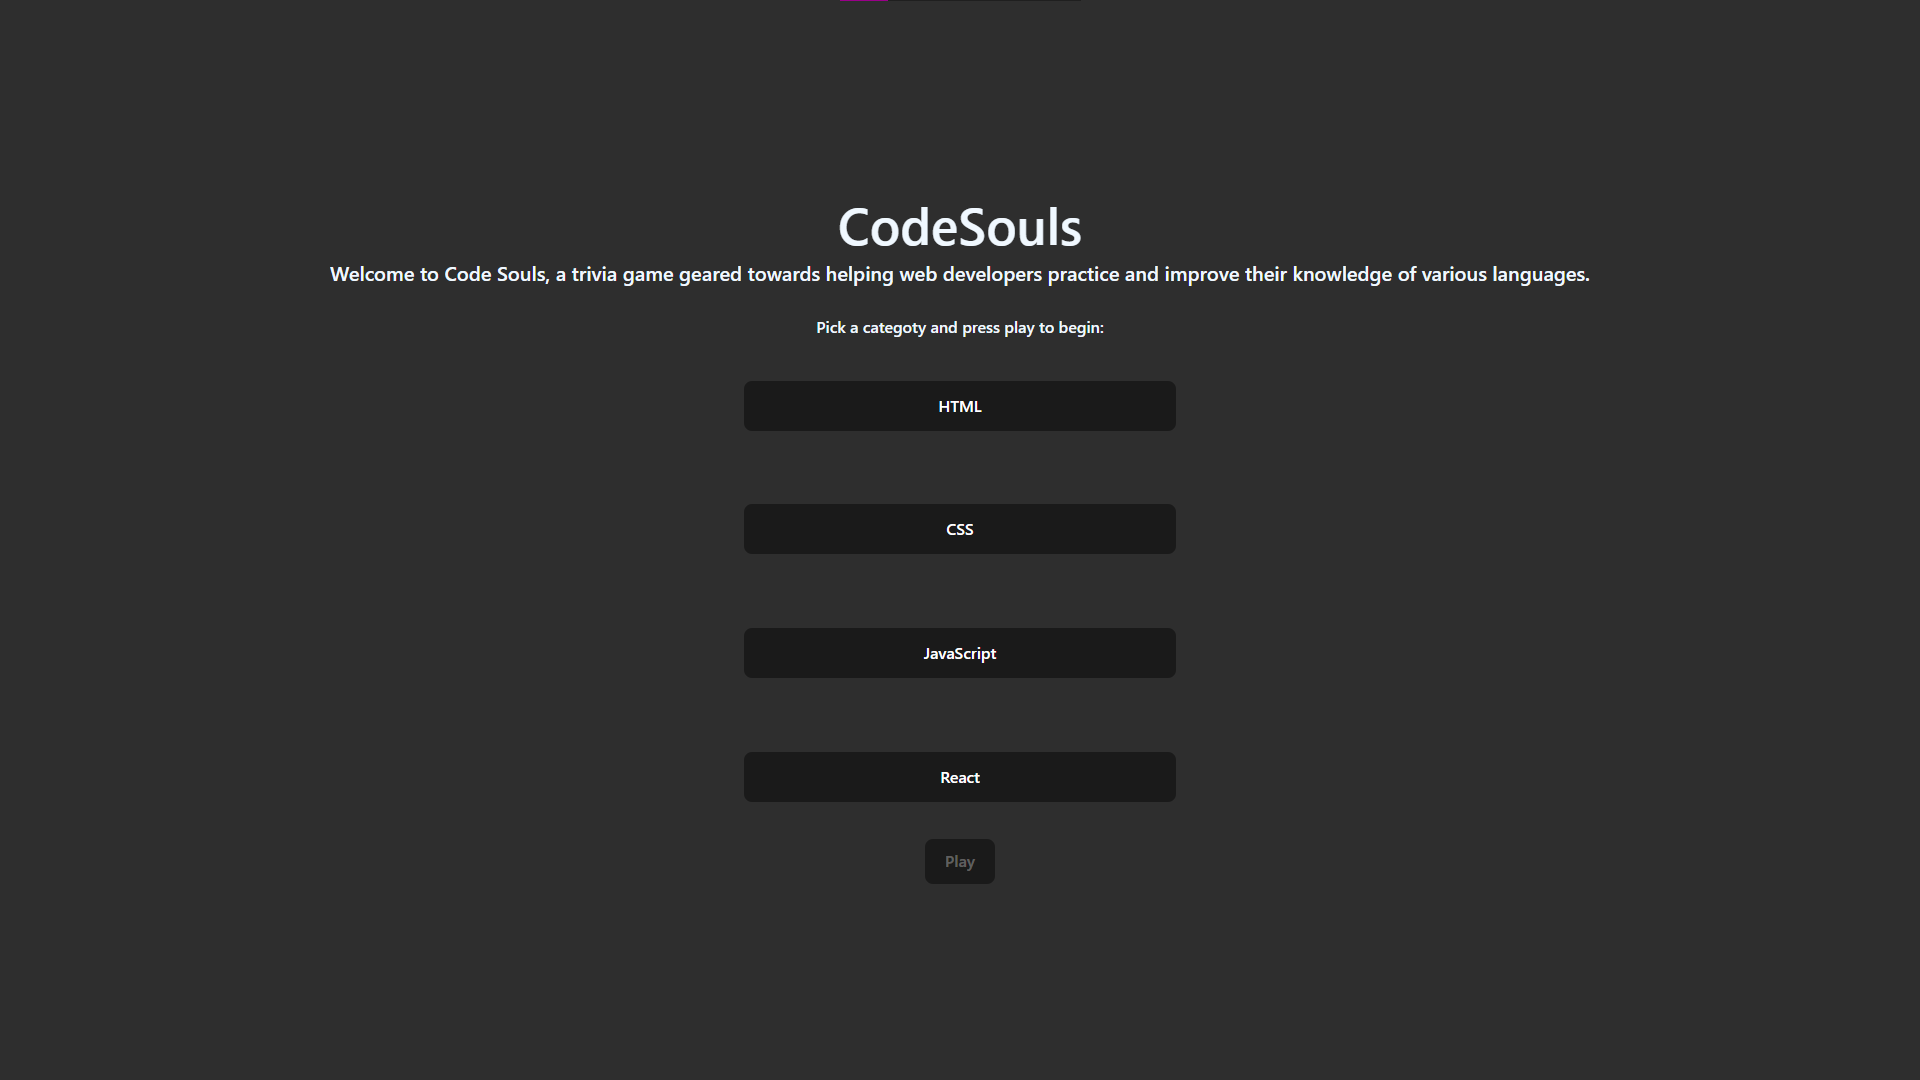 CodeSouls
Welcome to Code Souls, a trivia game geared towards helping web developers practice and improve their knowledge of various languages.
Pick a categoty and press play to begin:
HTML
CSS
JavaScript
React
Play